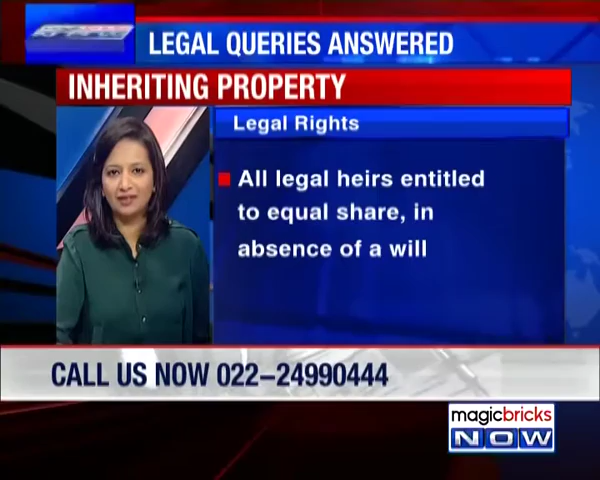 LEGAL QUERIES ANSWERED
INHERITING PROPERTY
Legal Rights
All legal heirs entitled
to equal share, in
absence of a will
CALL US NOW 022–24990444
magicbricks
NOW